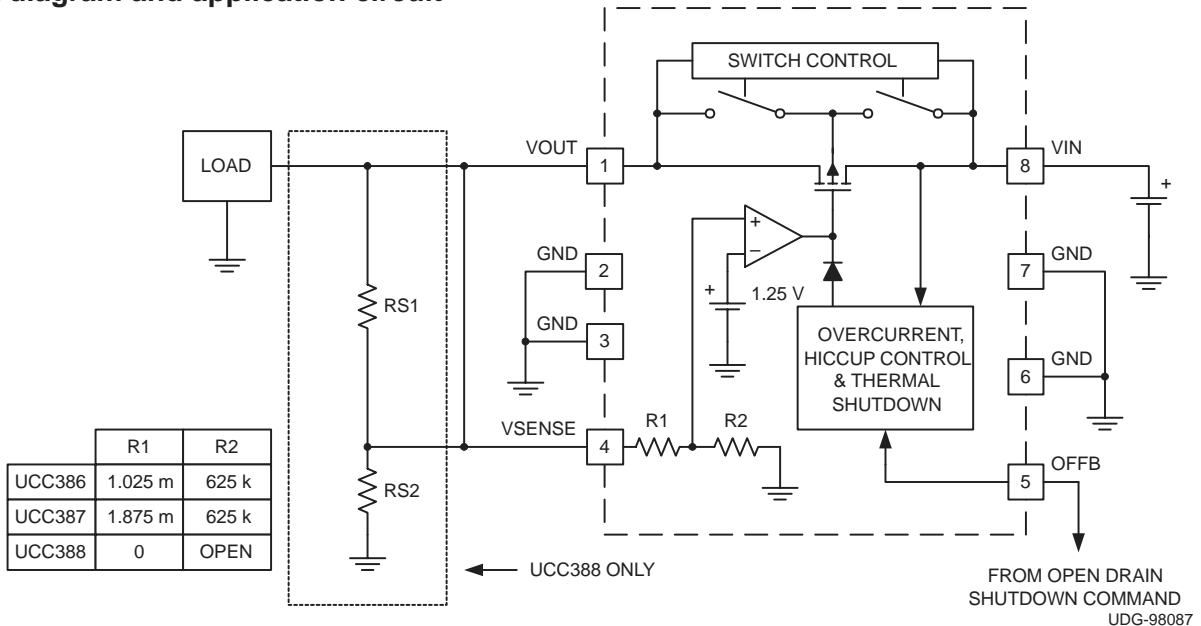 diagram and application circuit
SWITCH CONTROL
LOAD
VOUT
1
8
VIN
+
GND
2
+
–
7
GND
RS1
+
1.25 V
GND
3
OVERCURRENT,
HICCUP CONTROL
& THERMAL
SHUTDOWN
6
GND
VSENSE
4
R1
R2
5
OFFB
R1 R2
UCC386 1.025 m 625 k
UCC387 1.875 m 625 k
UCC388 0 OPEN
RS2
UCC388 ONLY
FROM OPEN DRAIN
SHUTDOWN COMMAND
UDG-98087